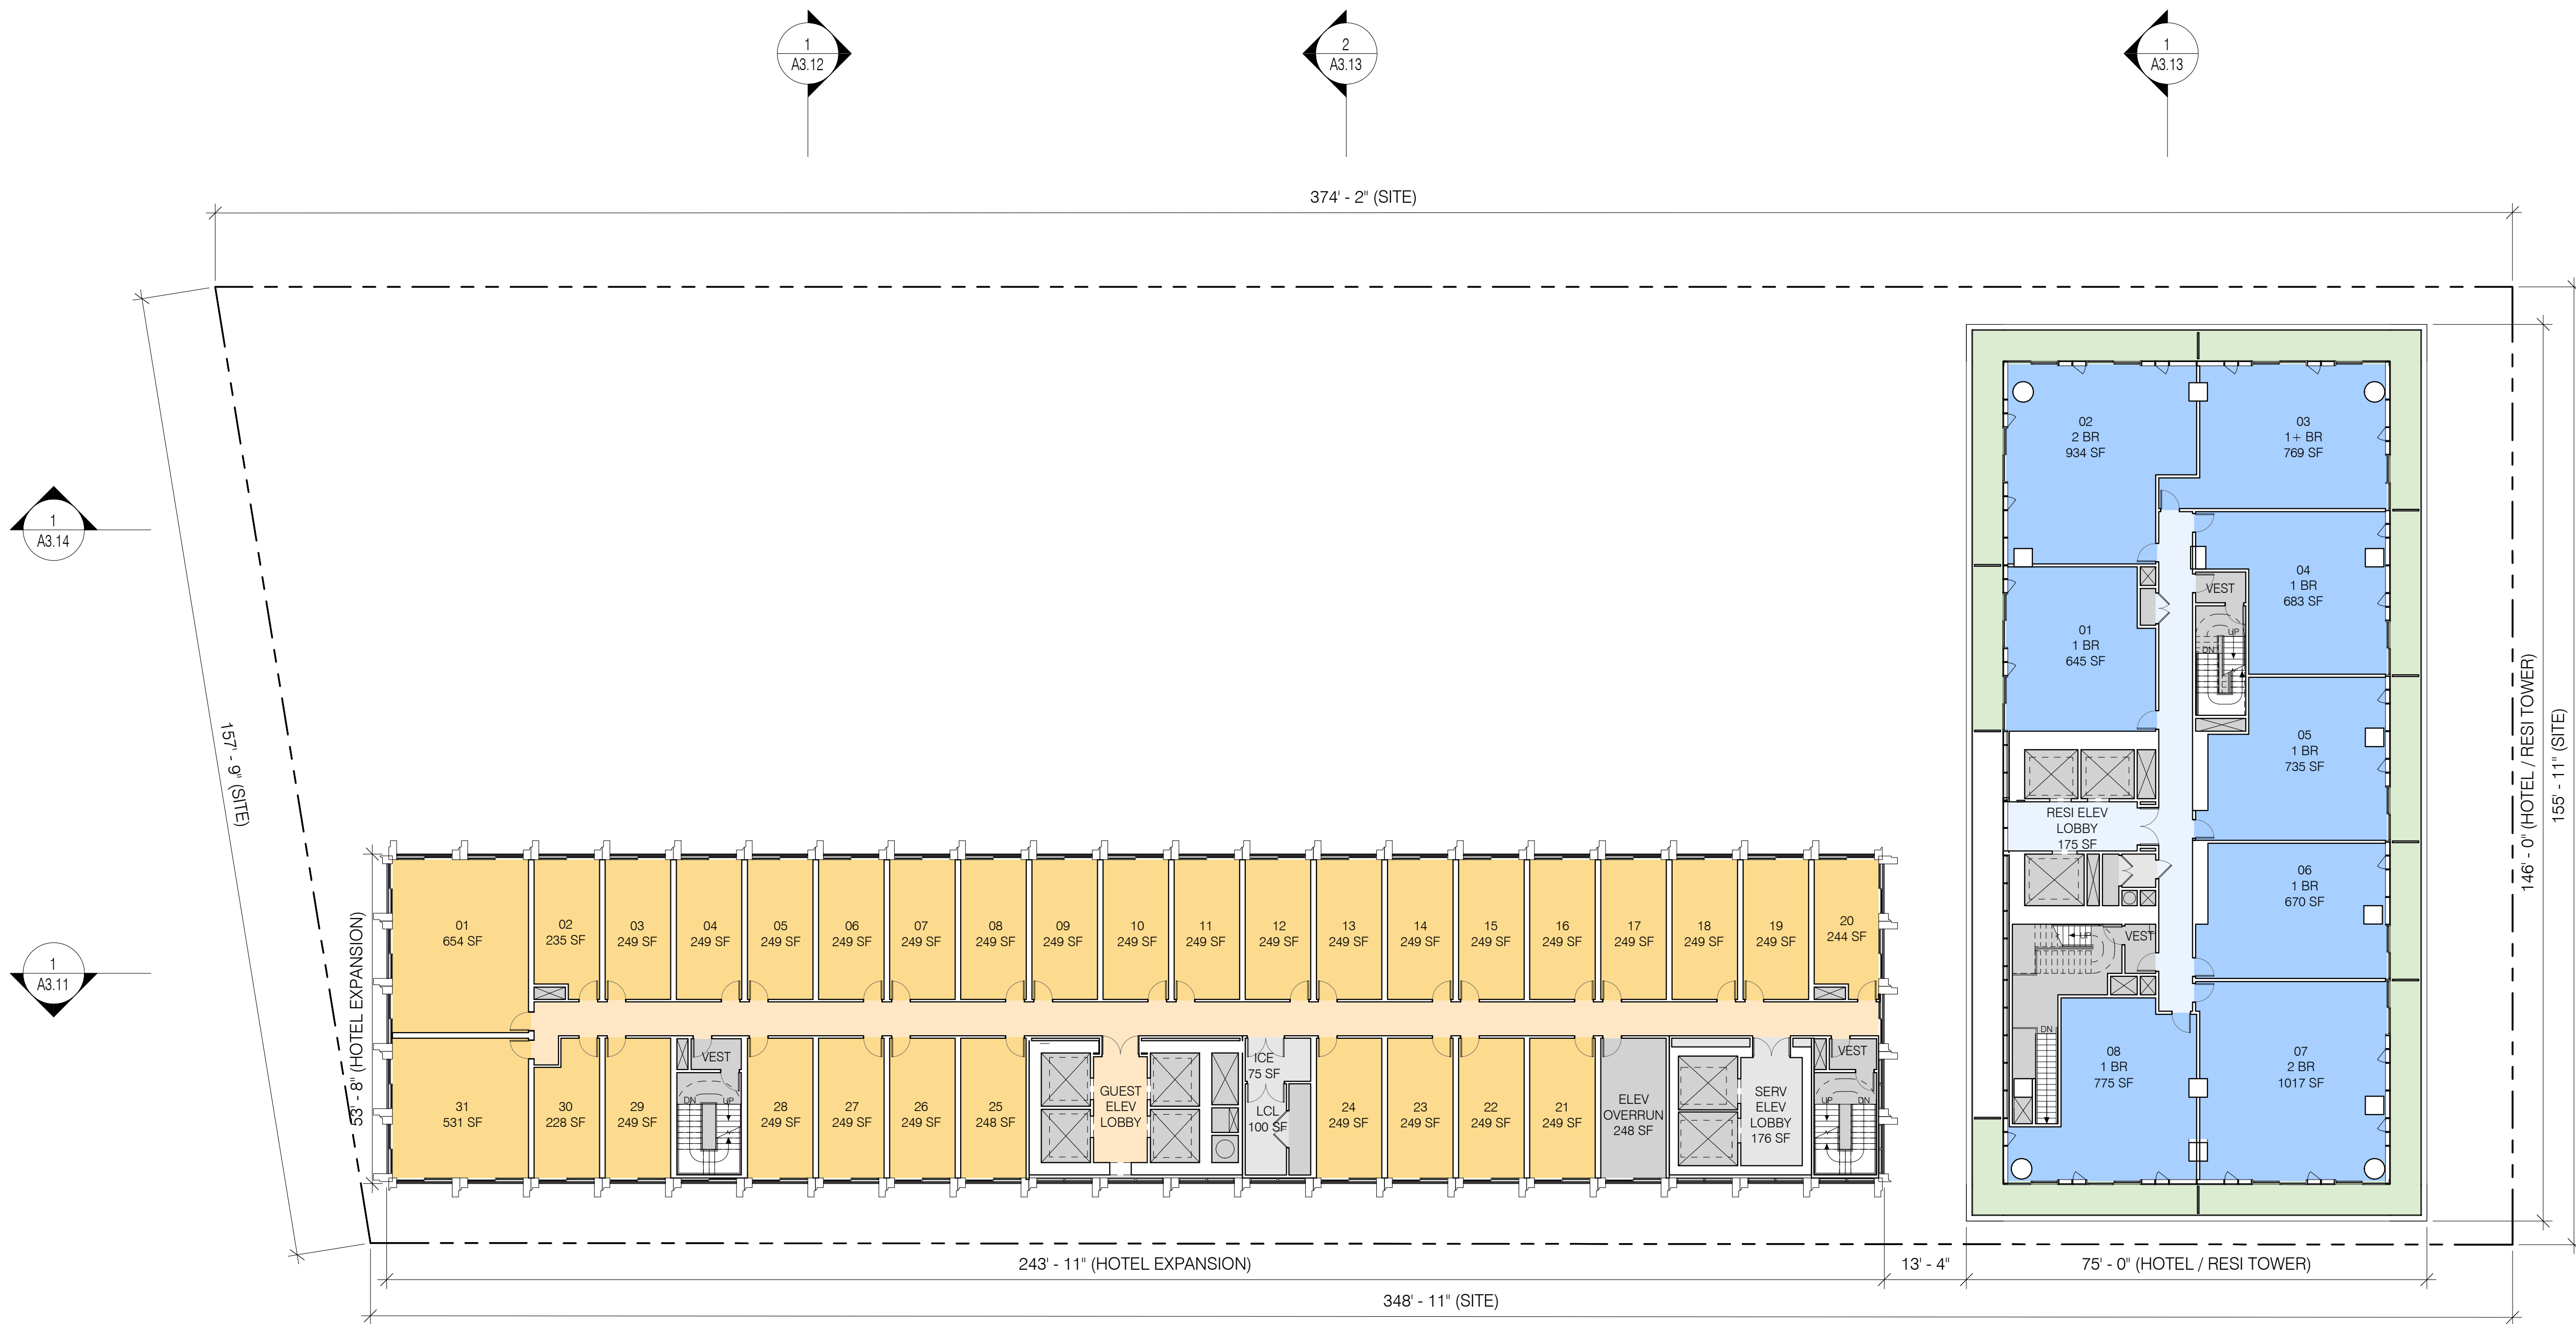 1
A3.12
2
A3.13
1
A3.13
374' - 2" (SITE)
1
A3.14
1
A3.11
157' - 9" (SITE)
53' - 8" (HOTEL EXPANSION)
01
654 SF
02
235 SF
03
249 SF
04
249 SF
05
249 SF
06
249 SF
07
249 SF
08
249 SF
09
249 SF
10
249 SF
11
249 SF
12
249 SF
13
249 SF
14
249 SF
15
249 SF
16
249 SF
17
249 SF
18
249 SF
19
249 SF
20
244 SF
31
531 SF
30
228 SF
29
249 SF
VEST
DN
UP
28
249 SF
27
249 SF
26
249 SF
25
248 SF
GUEST
ELEV
LOBBY
ICE
75 SF
LCL
100 SF
24
249 SF
23
249 SF
22
249 SF
21
249 SF
ELEV
OVERRUN
248 SF
SERV
ELEV
LOBBY
176 SF
VEST
UP
DN
02
2 BR
934 SF
03
1+ BR
769 SF
04
1 BR
683 SF
VEST
UP
DN
01
1 BR
645 SF
05
1 BR
735 SF
RESI ELEV
LOBBY
175 SF
06
1 BR
670 SF
UP
VEST
DN
08
1 BR
775 SF
07
2 BR
1017 SF
146' - 0" (HOTEL / RESI TOWER)
155' - 11" (SITE)
243' - 11" (HOTEL EXPANSION)
13' - 4"
75' - 0" (HOTEL / RESI TOWER)
348' - 11" (SITE)